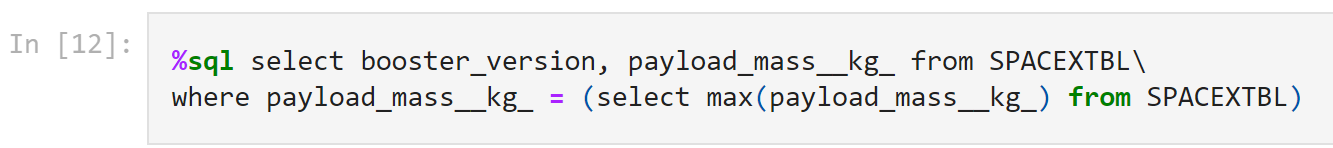 In [12]:
%sql select booster_version, payload_mass__kg_ from SPACEXTBL\
where payload_mass__kg_ = (select max(payload_mass__kg_) from SPACEXTBL)